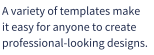 A variety of templates make
it easy for anyone to create
professional-looking designs.